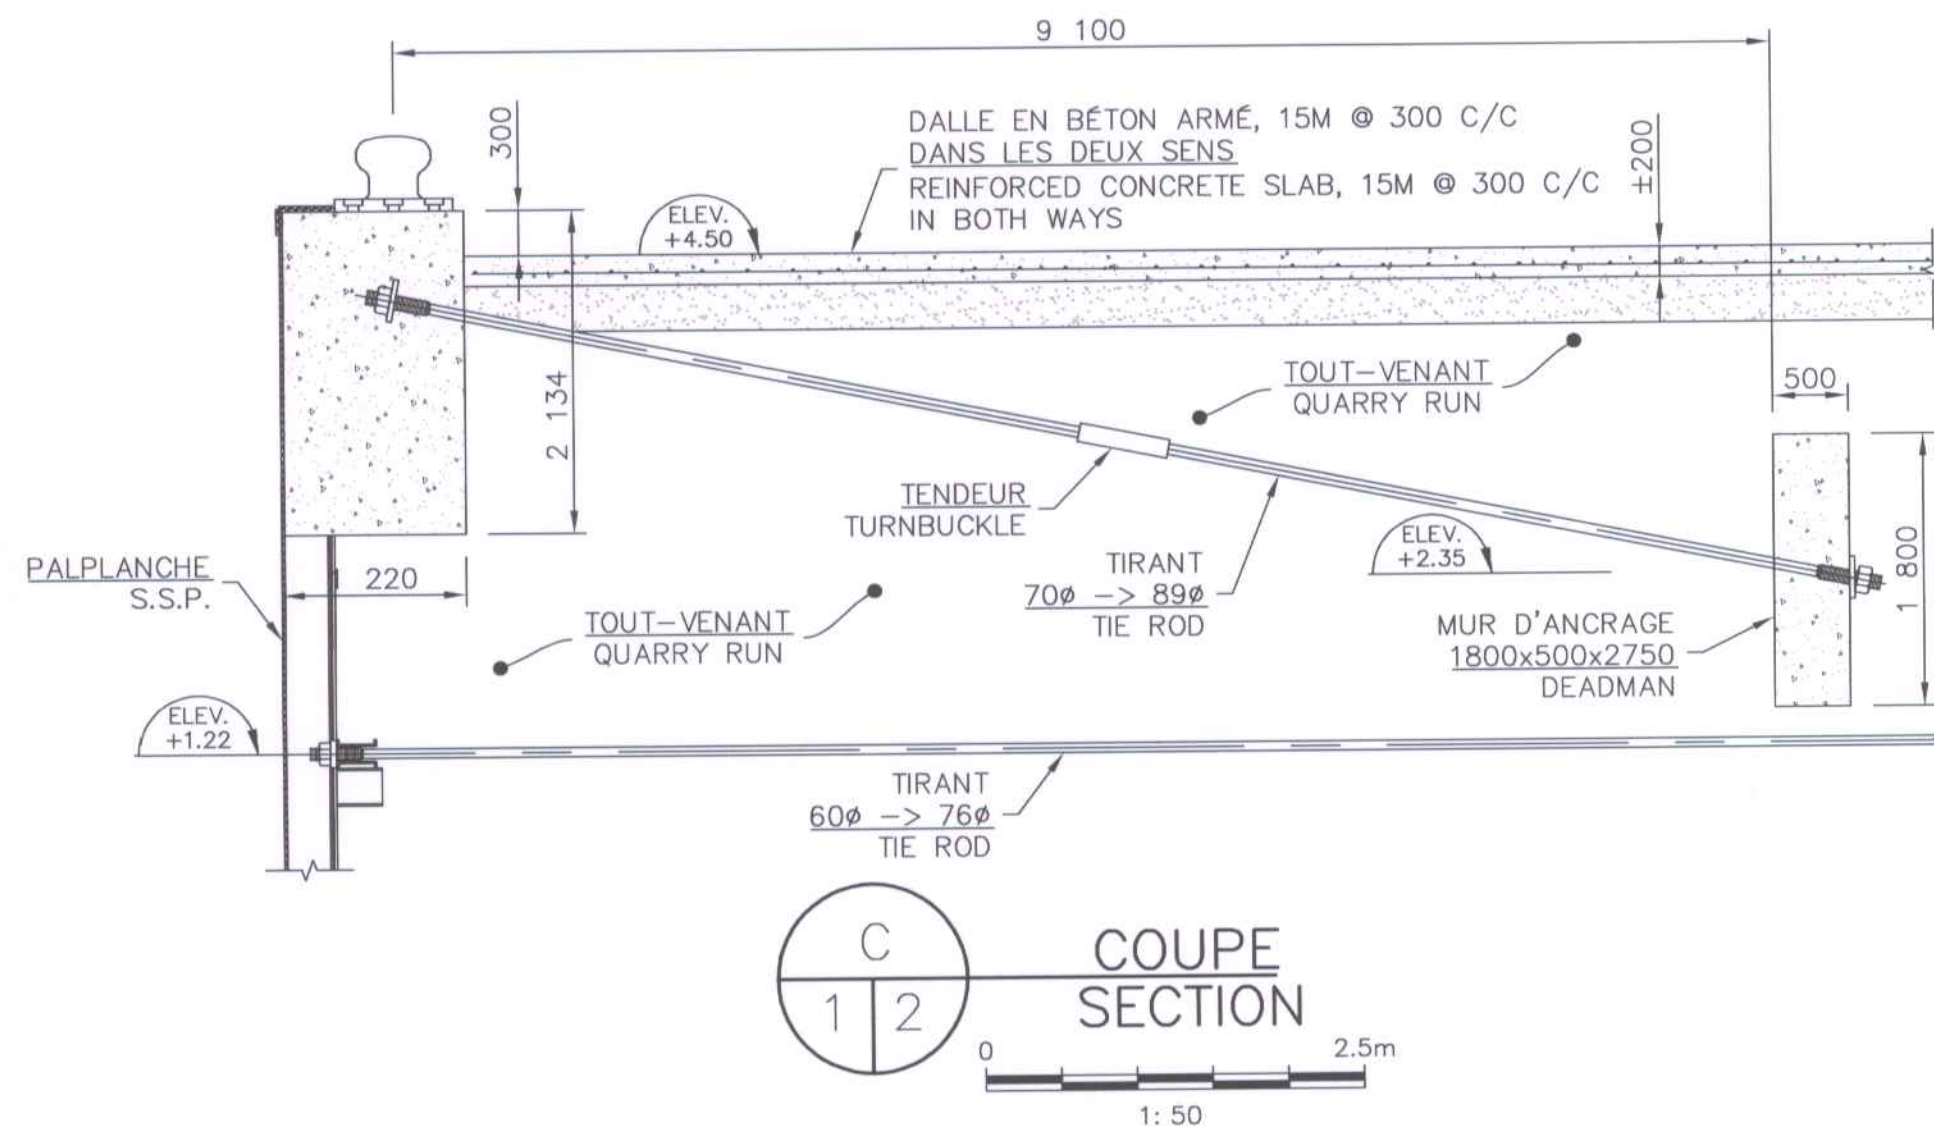 9 100
300
DALLE EN BÉTON ARMÉ, 15M @ 300 C/C
DANS LES DEUX SENS
REINFORCED CONCRETE SLAB, 15M @ 300 C/C
IN BOTH WAYS
±200
ELEV.
+4.50
2 134
TOUT-VENANT
QUARRY RUN
500
TENDEUR
TURNBUCKLE
ELEV.
+2.35
1 800
PALPLANCHE
S.S.P.
220
TIRANT
70ø -> 89ø
TIE ROD
TOUT-VENANT
QUARRY RUN
MUR D'ANCRAGE
1800x500x2750
DEADMAN
ELEV.
+1.22
TIRANT
60ø -> 76ø
TIE ROD
C
1 2
COUPE
SECTION
0 2.5m
1: 50